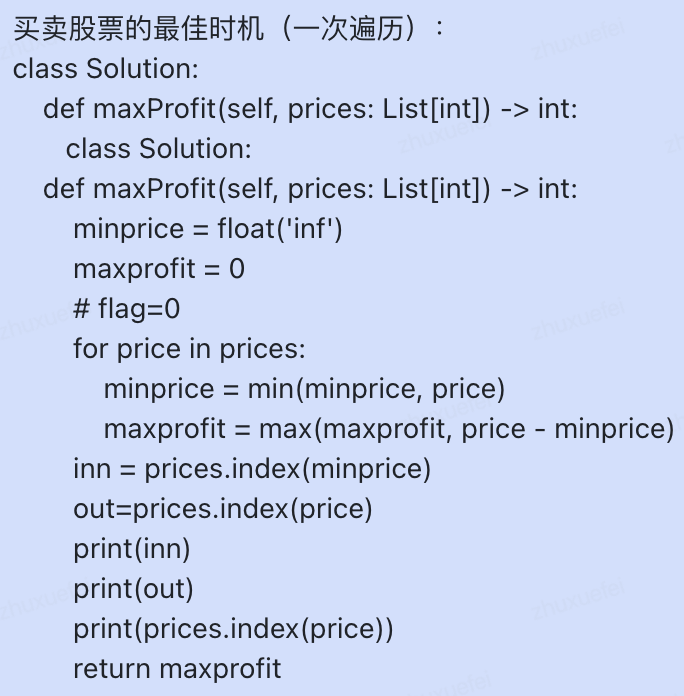 买卖股票的最佳时机（一次遍历）：
class Solution:
    def maxProfit(self, prices: List[int]) -> int:
       class Solution:
    def maxProfit(self, prices: List[int]) -> int:
        minprice = float('inf')
        maxprofit = 0
        # flag=0
        for price in prices:
            minprice = min(minprice, price)
            maxprofit = max(maxprofit, price - minprice)
        inn = prices.index(minprice)
        out=prices.index(price)
        print(inn)
        print(out)
        print(prices.index(price))
        return maxprofit
zhuxuefei